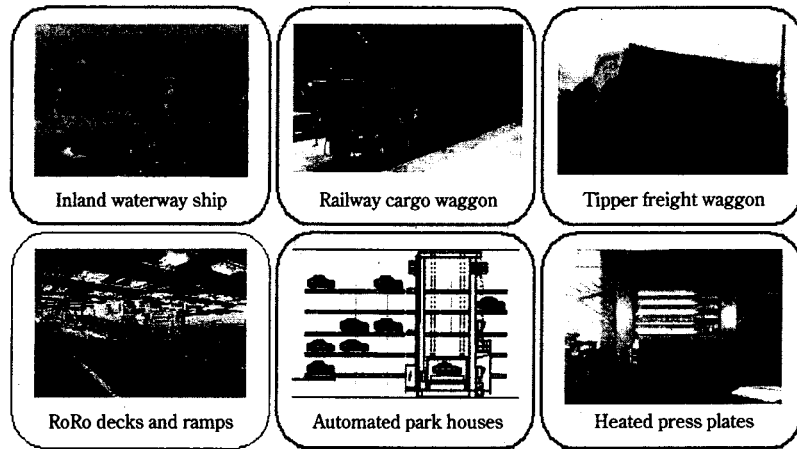 Inland waterway ship
Railway cargo waggon
Tipper freight waggon
RoRo decks and ramps
Automated park houses
Heated press plates